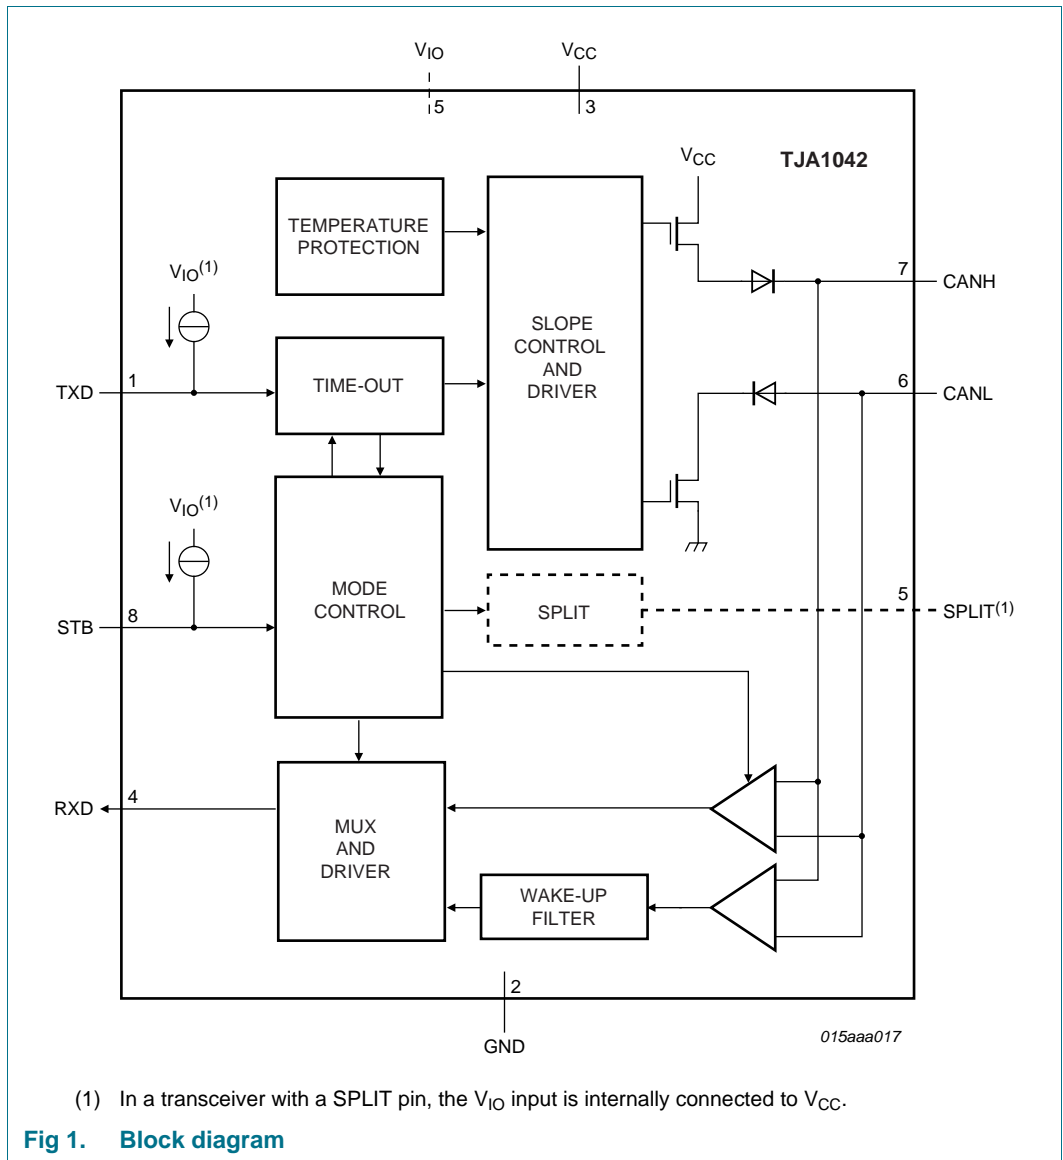 VIO
VCC
5
3
VCC
TJA1042
TEMPERATURE
PROTECTION
VIO(1)
7
CANH
SLOPE
CONTROL
AND
DRIVER
TXD
1
TIME-OUT
6
CANL
VIO(1)
MODE
CONTROL
STB
8
SPLIT
5
SPLIT(1)
RXD
4
MUX
AND
DRIVER
WAKE-UP
FILTER
2
GND
015aaa017
(1) In a transceiver with a SPLIT pin, the VIO input is internally connected to VCC.
Fig 1. Block diagram